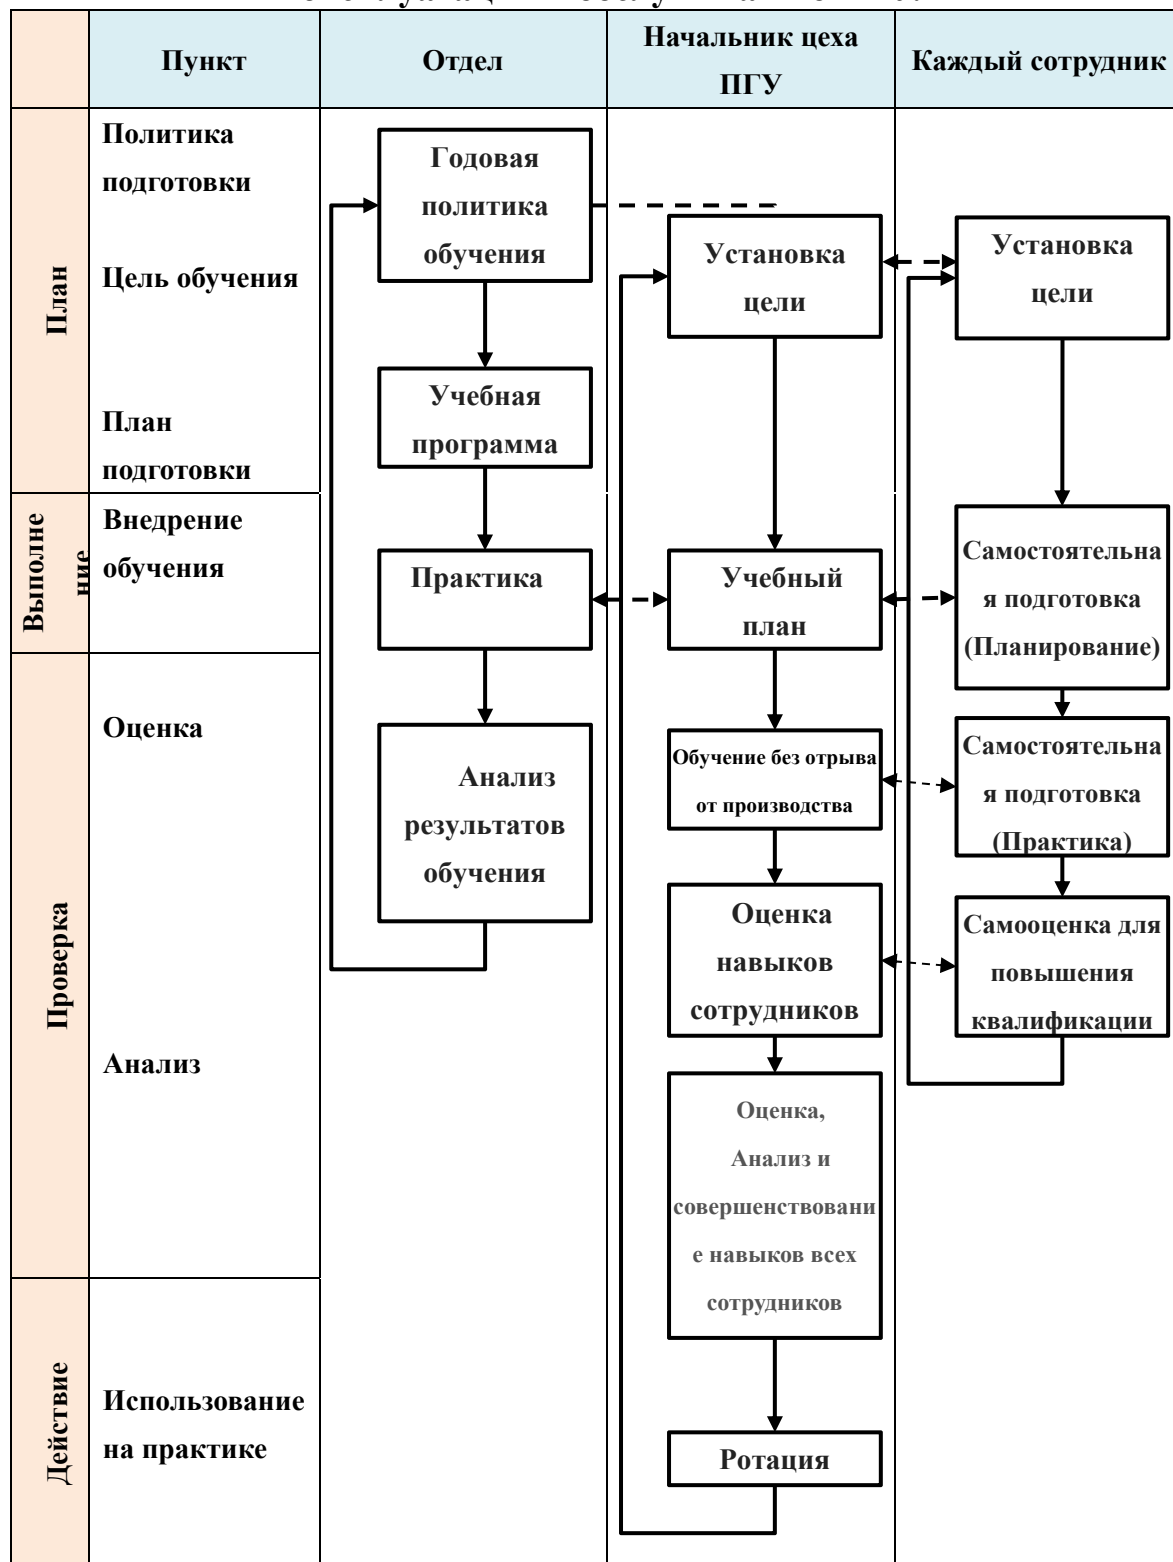 Пункт
Отдел
Начальник цеха
ПГУ
Каждый сотрудник
План
Политика
подготовки
Цель обучения
План
подготовки
Годовая
политика
обучения
Учебная
программа
Установка
цели
Установка
цели
Выполне
ние
Внедрение
обучения
Практика
Учебный
план
Самостоятельна
я подготовка
(Планирование)
Проверка
Оценка
Анализ
Анализ
результатов
обучения
Обучение без отрыва
от производства
Оценка
навыков
сотрудников
Оценка,
Анализ и
совершенствовани
е навыков всех
сотрудников
Самостоятельна
я подготовка
(Практика)
Самооценка для
повышения
квалификации
Действие
Использование
на практике
Ротация